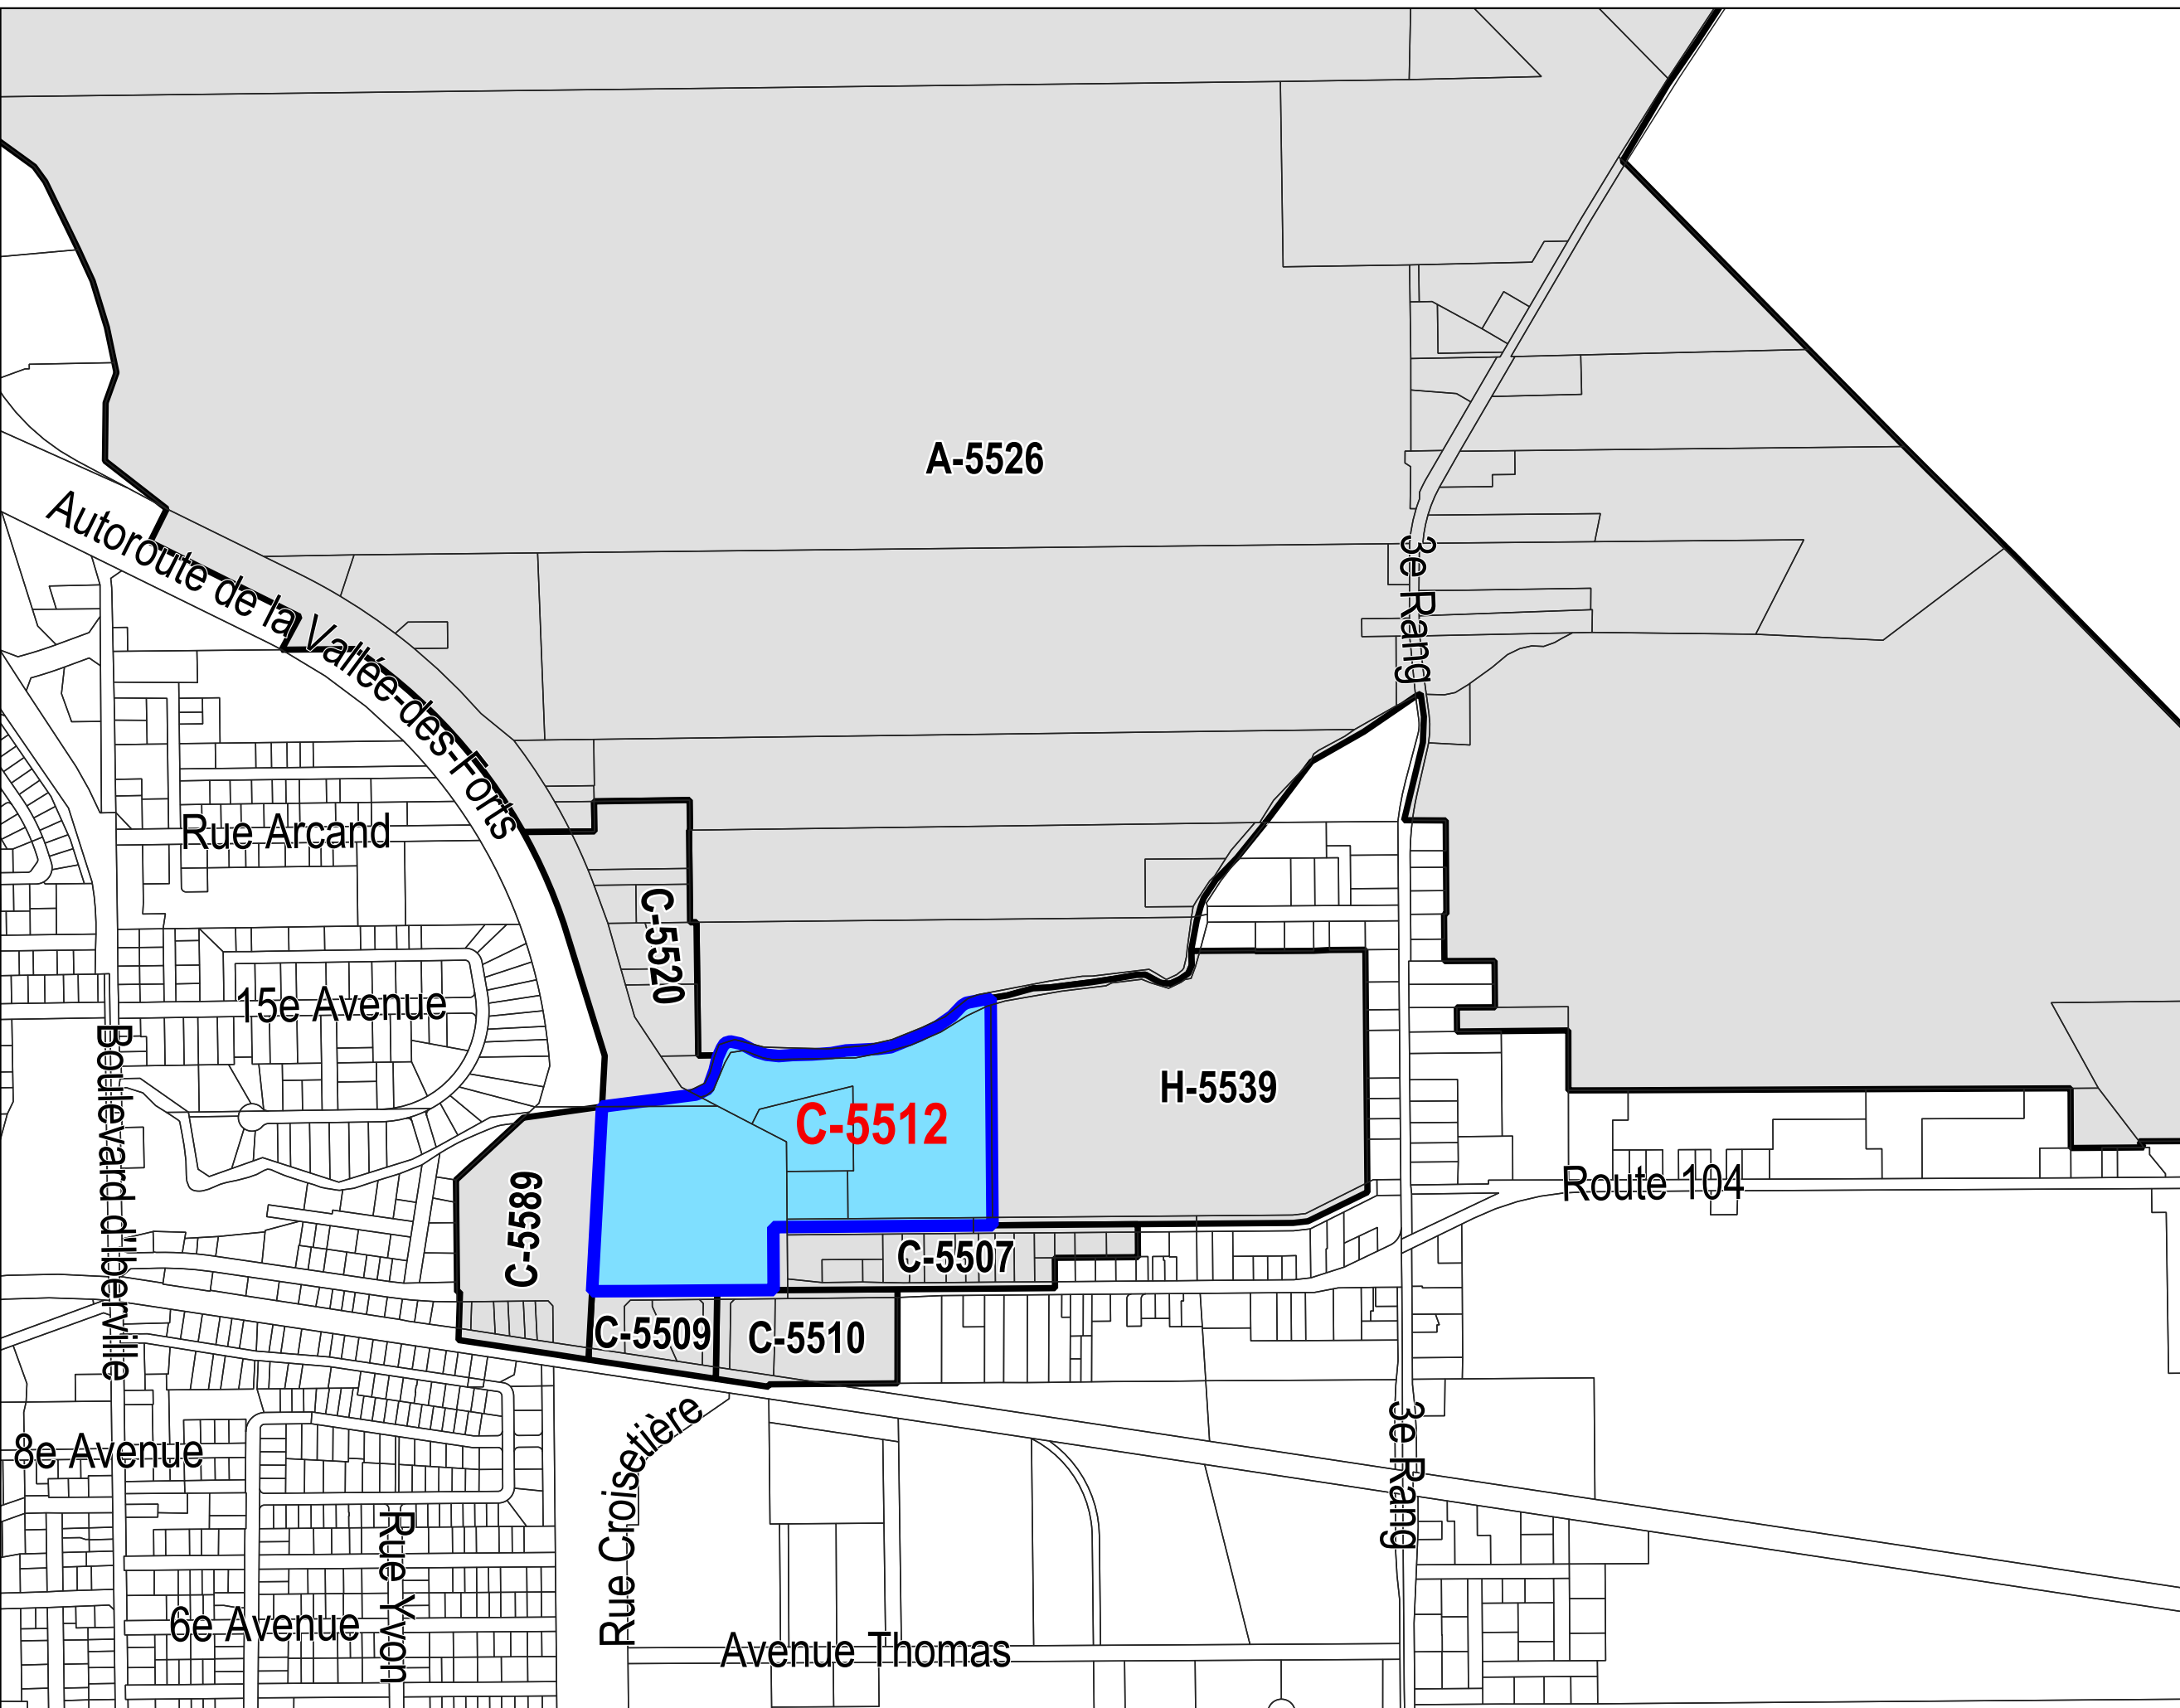 A-5526
Autoroute de la Vallée-des-Forts
3e Rang
Rue Arcand
C-5520
15e Avenue
Boulevard d'Iberville
C-5512
H-5539
C-5589
Route 104
C-5507
C-5509
C-5510
8e Avenue
Rue Croisetière
3e Rang
Rue Yvon
6e Avenue
Avenue Thomas